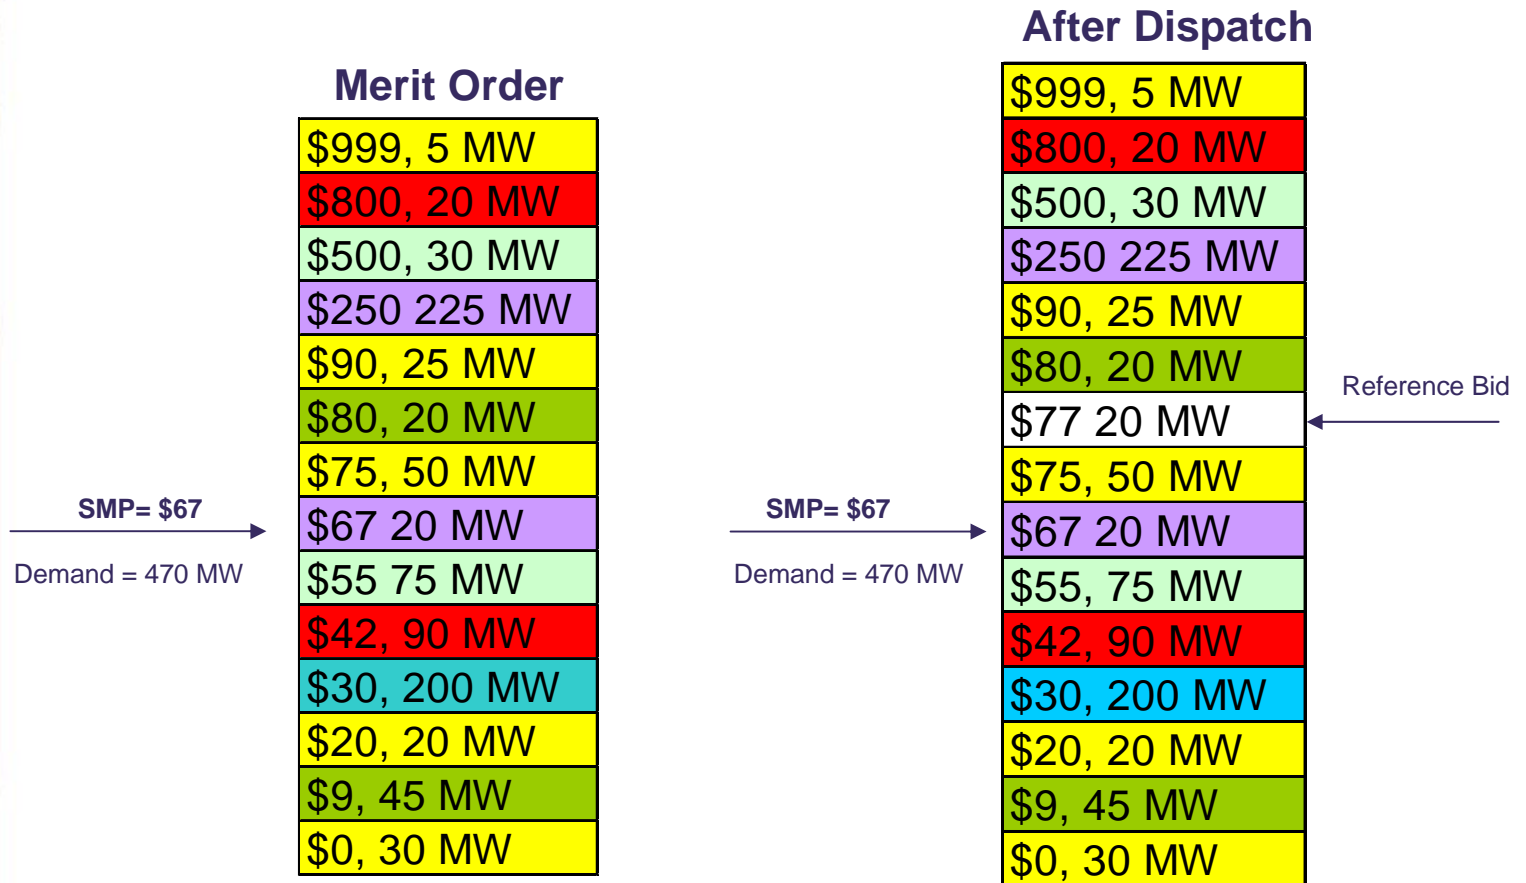 Merit Order
$999, 5 MW
$800, 20 MW
$500, 30 MW
$250 225 MW
$90, 25 MW
$80, 20 MW
$75, 50 MW
$67 20 MW
$55 75 MW
$42, 90 MW
$30, 200 MW
$20, 20 MW
$9, 45 MW
$0, 30 MW
SMP= $67
Demand = 470 MW
After Dispatch
$999, 5 MW
$800, 20 MW
$500, 30 MW
$250 225 MW
$90, 25 MW
$80, 20 MW
$77 20 MW
$75, 50 MW
$67 20 MW
$55, 75 MW
$42, 90 MW
$30, 200 MW
$20, 20 MW
$9, 45 MW
$0, 30 MW
SMP= $67
Demand = 470 MW
Reference Bid